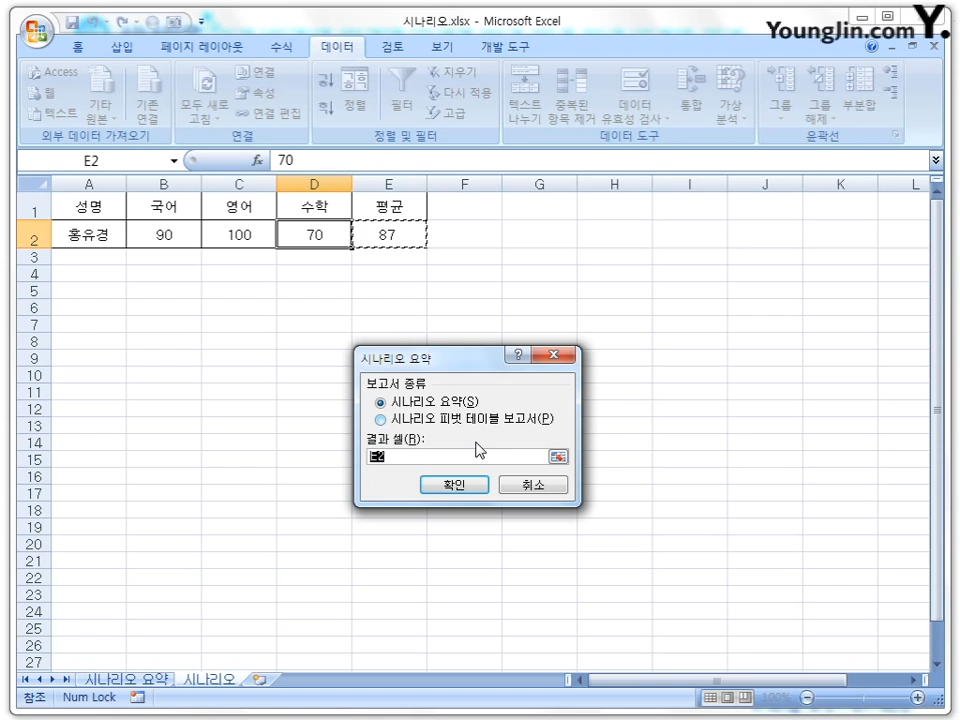 시나리오.xlsx - Microsoft Excel
Youngjin.com Y.
홈 삽입 페이지 레이아웃 수식 데이터 검토 보기 개발 도구
Access
웹
텍스트
기타 원본
기존 연결
외부 데이터 가져오기
모두 새로 고침
연결
속성
연결 편집
연결
정렬
필터
지우기
다시 적용
고급
정렬 및 필터
텍스트 나누기
중복된 항목 제거
데이터 유효성 검사
통합
가상 분석
데이터 도구
그룹
그룹 해제
부분합
윤곽선
E2 fx 70
A B C D E F G H I J K L
1 성명 국어 영어 수학 평균
2 홍유경 90 100 70 87
3
4
5
6
7
8
9
10
11
12
13
14
15
16
17
18
19
20
21
22
23
24
25
26
27
시나리오 요약
보고서 종류
시나리오 요약(S)
시나리오 피벗 테이블 보고서(P)
결과 셀(R):
E2
확인 취소
시나리오 요약 시나리오
참조 Num Lock 100%